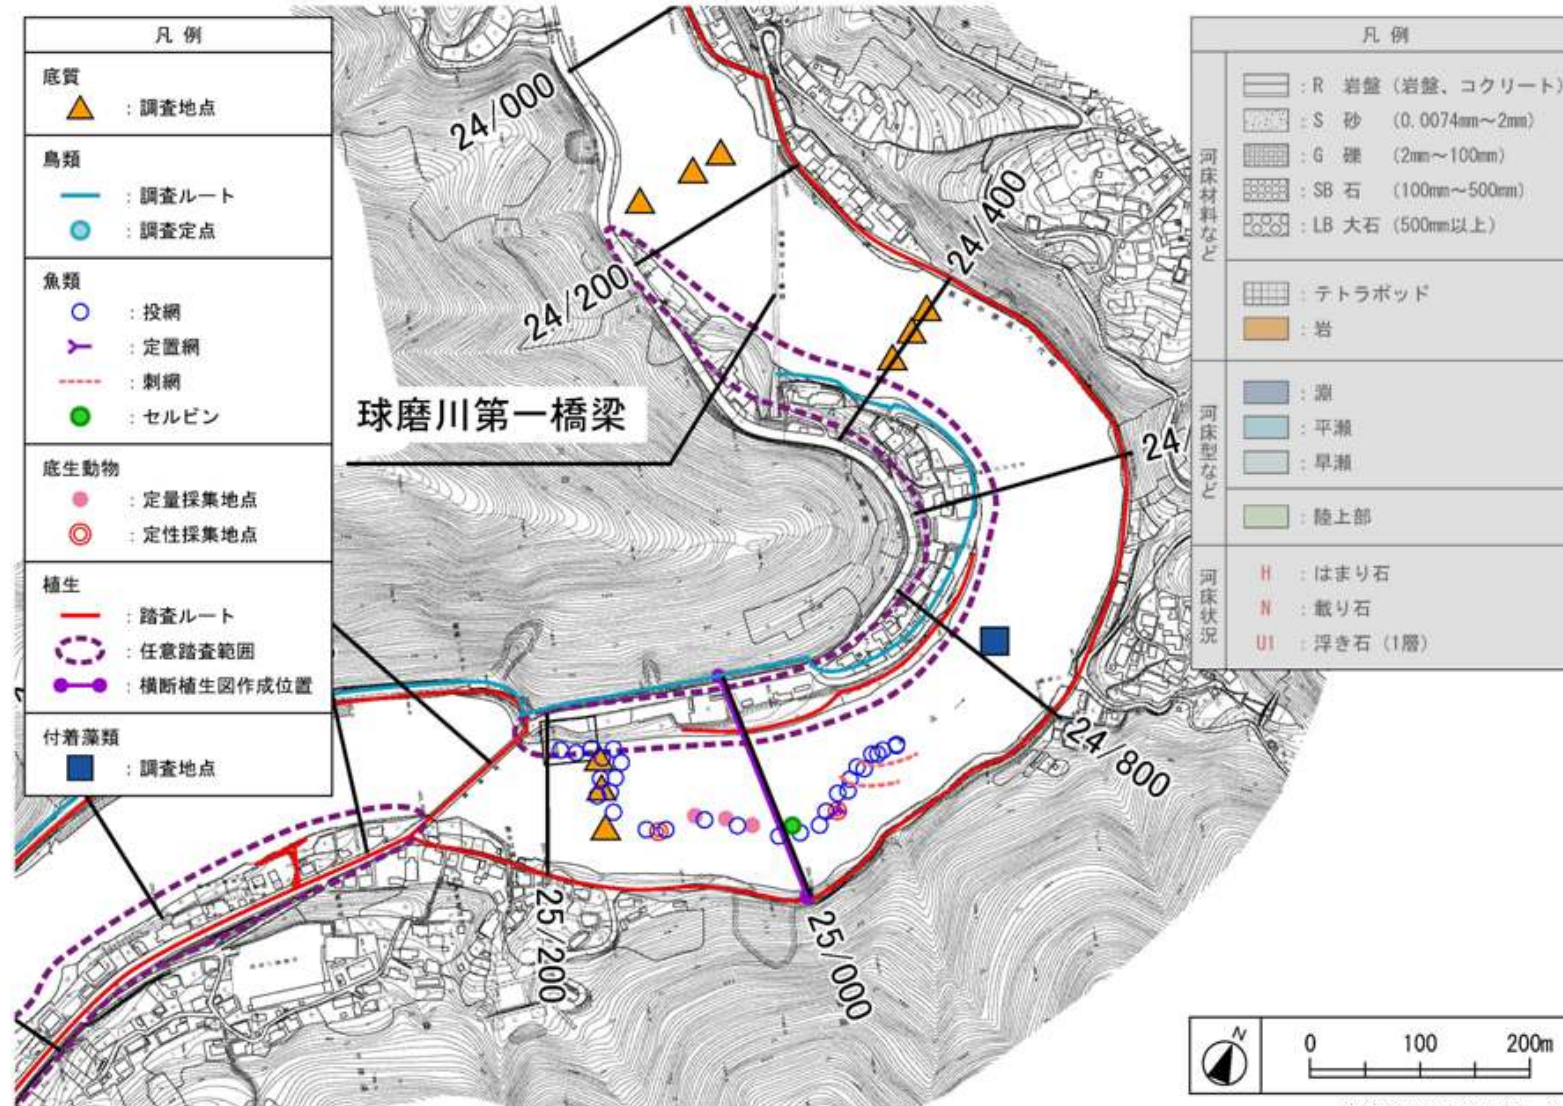 凡 例
底質
: 調査地点
鳥類
: 調査ルート
: 調査定点
魚類
: 投網
: 定置網
: 刺網
: セルビン
底生動物
: 定量採集地点
: 定性採集地点
植生
: 踏査ルート
: 任意踏査範囲
: 横断植生図作成位置
付着藻類
: 調査地点
24/000
24/200
24/400
24/
24/800
25/000
25/200
球磨川第一橋梁
凡 例
河床材料など
: R 岩盤 (岩盤、コクリート)
: S 砂 (0.0074mm～2mm)
: G 礫 (2mm～100mm)
: SB 石 (100mm～500mm)
: LB 大石 (500mm以上)
: テトラポッド
: 岩
河床型など
: 淵
: 平瀬
: 早瀬
: 陸上部
河床状況
H : はまり石
N : 載り石
U1 : 浮き石 (1層)
N
0 100 200m